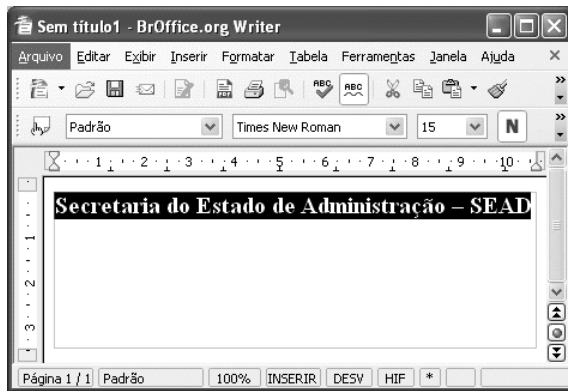 Sem título1 - BrOffice.org Writer
Arquivo Editar Exibir Inserir Formatar Tabela Ferramentas Janela Ajuda
ABC ABC
Padrão Times New Roman 15 N
1 2 3 4 5 6 7 8 9 10
Secretaria do Estado de Administração – SEAD
1
2
3
Página 1 / 1 Padrão 100% INSERIR DESV HIF *